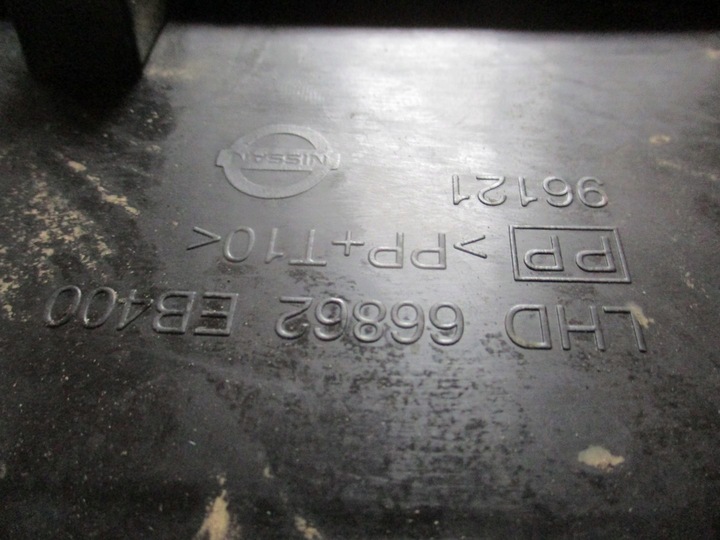 LHD 66862 EB400
PP >PP+T10<
96121
NISSAN